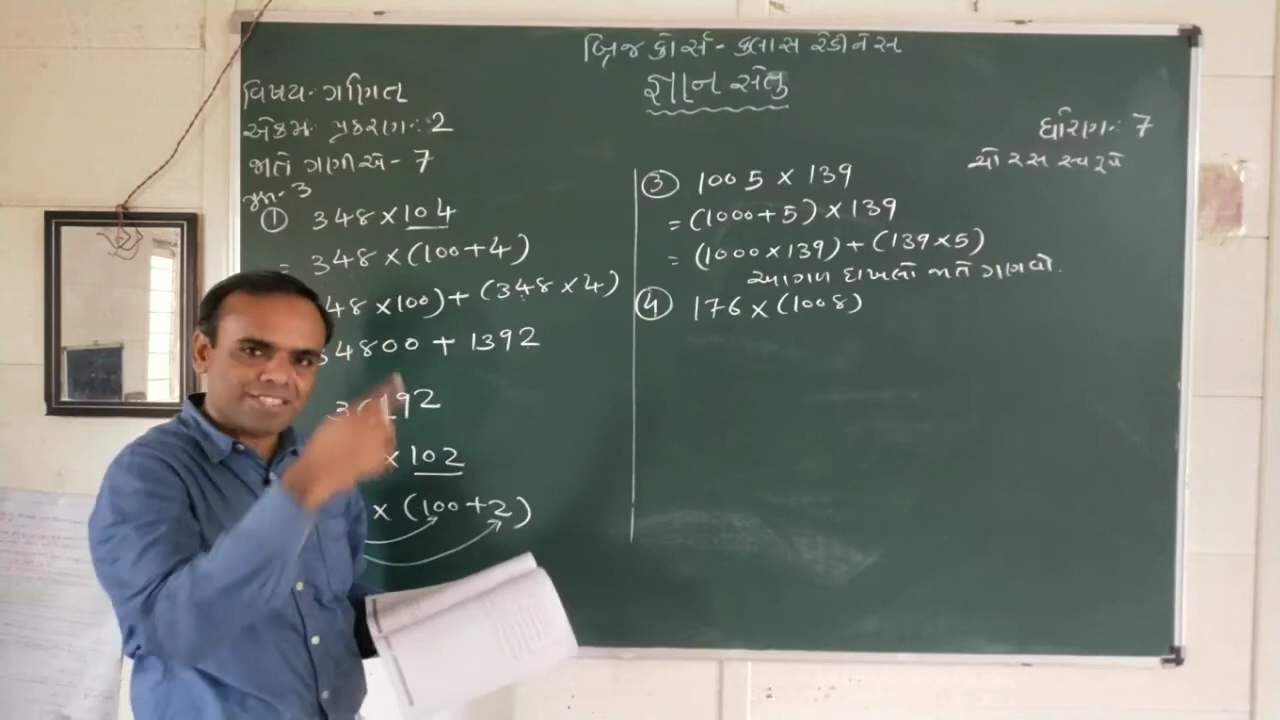 બ્રિજ કોર્સ - ક્લાસ રેડીનેસ
જ્ઞાન સેતુ
વિષય - ગણિત
એકમ પ્રકરણ : 2
જાતે ગણીએ - 7
ધોરણ : 7
ચોરસ સ્વરૂપે
પ્રશ્ન - 3
① 348 × 104
= 348 × (100 + 4)
48 × 100) + (348 × 4)
34800 + 1392
192
× 102
× (100 + 2)
③ 1005 × 139
= (1000 + 5) × 139
= (1000 × 139) + (139 × 5)
આગળ દાખલો જાતે ગણવો.
④ 176 × (1008)